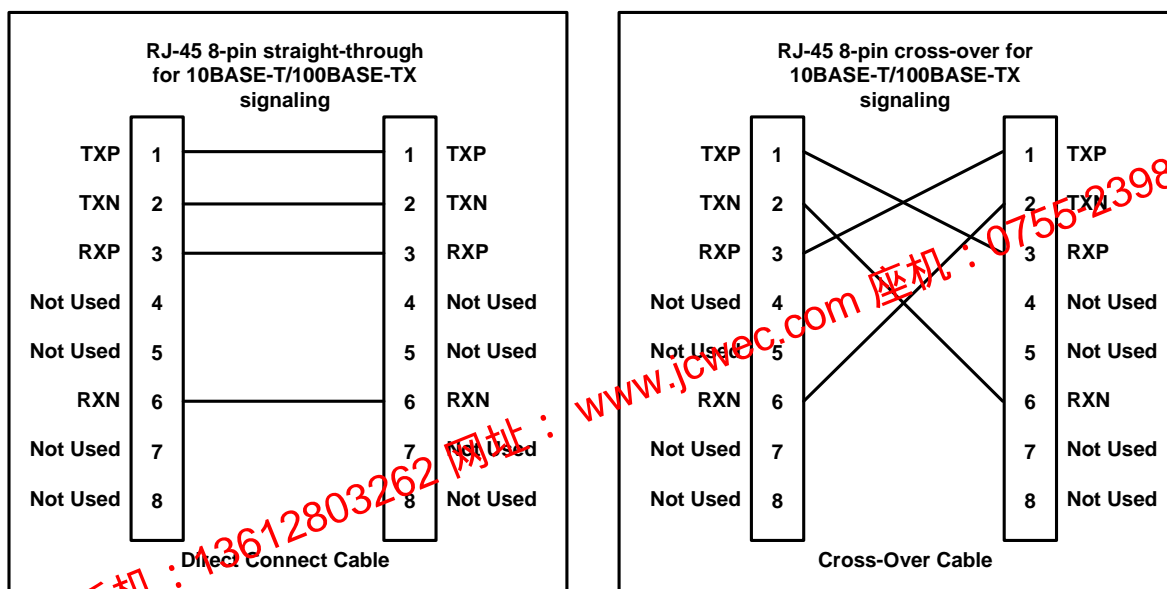 RJ-45 8-pin straight-through
for 10BASE-T/100BASE-TX
signaling
TXP 1 1 TXP
TXN 2 2 TXN
RXP 3 3 RXP
Not Used 4 4 Not Used
Not Used 5 5 Not Used
RXN 6 6 RXN
Not Used 7 7 Not Used
Not Used 8 8 Not Used
Direct Connect Cable
RJ-45 8-pin cross-over for
10BASE-T/100BASE-TX
signaling
TXP 1 1 TXP
TXN 2 2 TXN
RXP 3 3 RXP
Not Used 4 4 Not Used
Not Used 5 5 Not Used
RXN 6 6 RXN
Not Used 7 7 Not Used
Not Used 8 8 Not Used
Cross-Over Cable
机：13612803262 网址： www.jcwec.com 座机：0755-2398